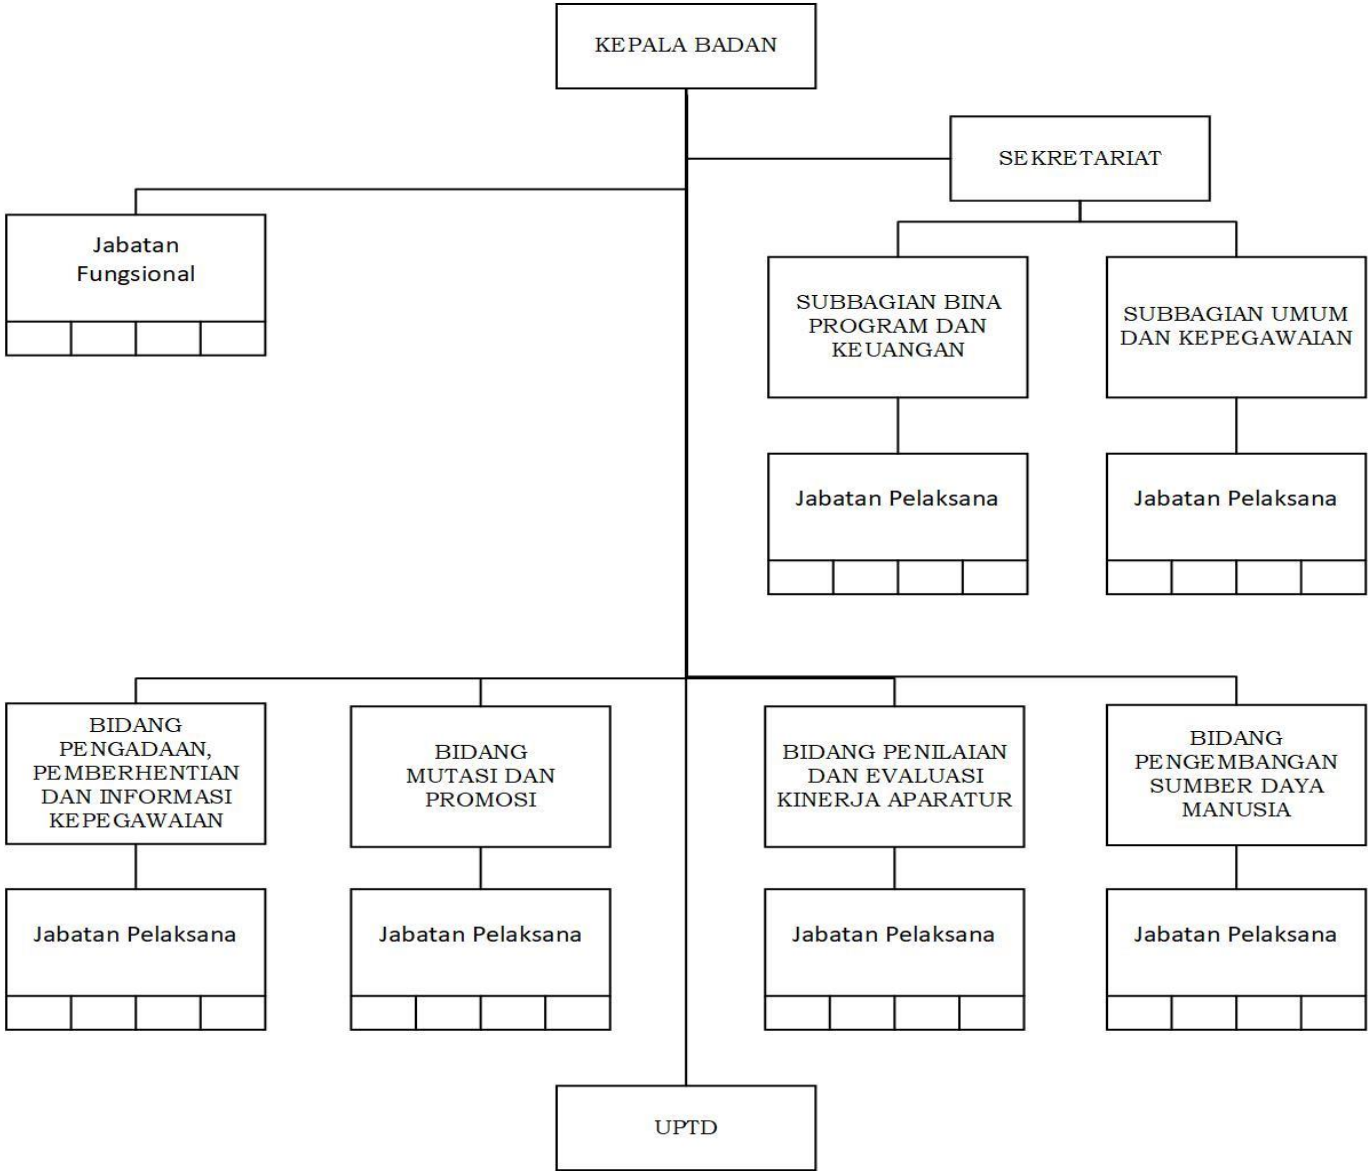 KEPALA BADAN
SEKRETARIAT
Jabatan
Fungsional
SUBBAGIAN BINA
PROGRAM DAN
KEUANGAN
SUBBAGIAN UMUM
DAN KEPEGAWAIAN
Jabatan Pelaksana
Jabatan Pelaksana
BIDANG
PENGADAAN,
PEMBERHENTIAN
DAN INFORMASI
KEPEGAWAIAN
BIDANG
MUTASI DAN
PROMOSI
BIDANG PENILAIAN
DAN EVALUASI
KINERJA APARATUR
BIDANG
PENGEMBANGAN
SUMBER DAYA
MANUSIA
Jabatan Pelaksana
Jabatan Pelaksana
Jabatan Pelaksana
Jabatan Pelaksana
UPTD